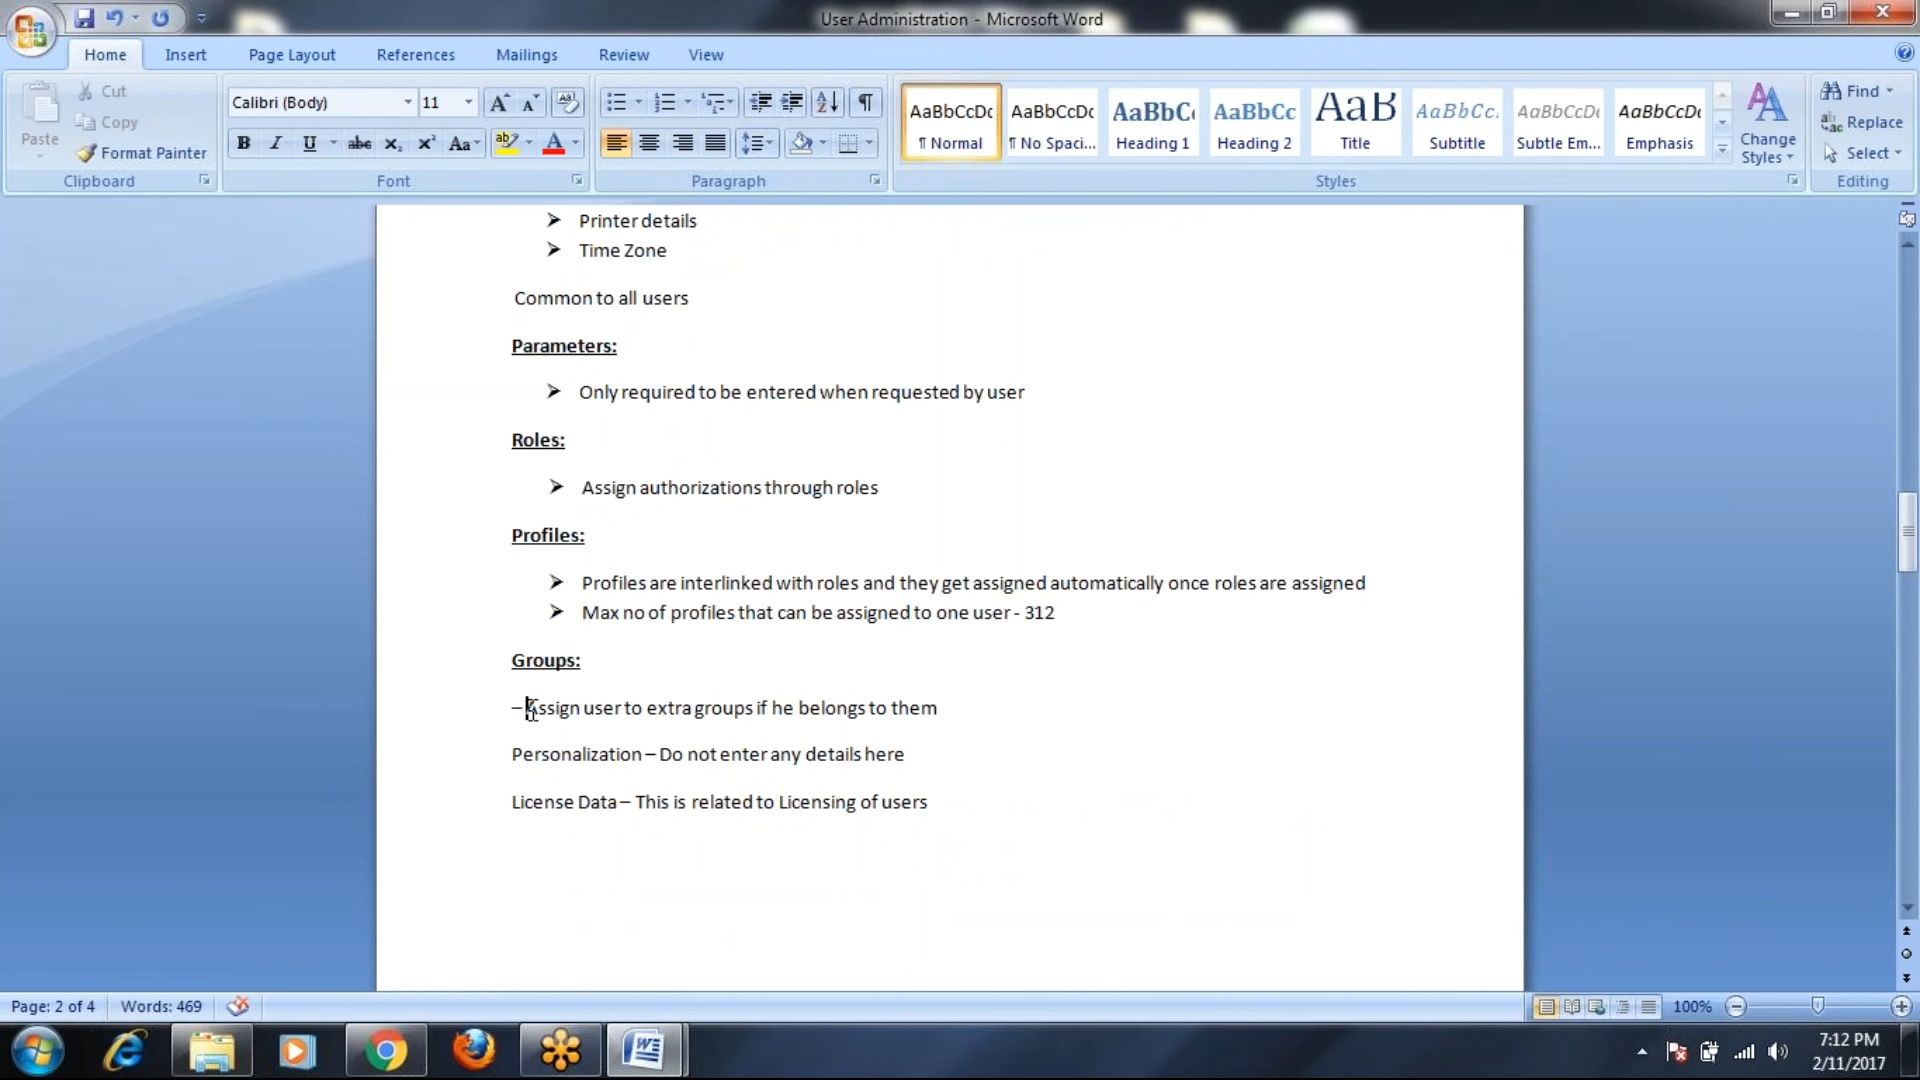 User Administration - Microsoft Word
Home Insert Page Layout References Mailings Review View
Paste
Cut
Copy
Format Painter
Clipboard
Calibri (Body) 11
B I U abc X₂ X² Aa
Font
Paragraph
AaBbCcDc AaBbCcDc AaBbC AaBbCc AaB AaBbCc. AaBbCcDc AaBbCcDc
¶ Normal ¶ No Spaci... Heading 1 Heading 2 Title Subtitle Subtle Em... Emphasis
Change Styles
Styles
Find
Replace
Select
Editing
➢ Printer details
➢ Time Zone
Common to all users
Parameters:
➢ Only required to be entered when requested by user
Roles:
➢ Assign authorizations through roles
Profiles:
➢ Profiles are interlinked with roles and they get assigned automatically once roles are assigned
➢ Max no of profiles that can be assigned to one user - 312
Groups:
– Assign user to extra groups if he belongs to them
Personalization – Do not enter any details here
License Data – This is related to Licensing of users
Page: 2 of 4 Words: 469 100%
7:12 PM
2/11/2017